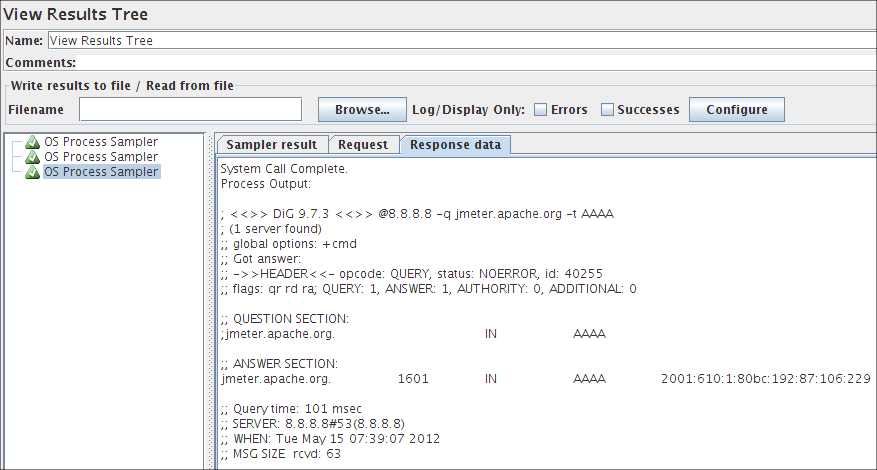 View Results Tree
Name: View Results Tree
Comments:
Write results to file / Read from file
Filename Browse... Log/Display Only: Errors Successes Configure
OS Process Sampler
OS Process Sampler
OS Process Sampler
Sampler result Request Response data
System Call Complete.
Process Output:
; <<>> DiG 9.7.3 <<>> @8.8.8.8 -q jmeter.apache.org -t AAAA
; (1 server found)
;; global options: +cmd
;; Got answer:
;; ->>HEADER<<- opcode: QUERY, status: NOERROR, id: 40255
;; flags: qr rd ra; QUERY: 1, ANSWER: 1, AUTHORITY: 0, ADDITIONAL: 0
;; QUESTION SECTION:
;jmeter.apache.org. IN AAAA
;; ANSWER SECTION:
jmeter.apache.org. 1601 IN AAAA 2001:610:1:80bc:192:87:106:229
;; Query time: 101 msec
;; SERVER: 8.8.8.8#53(8.8.8.8)
;; WHEN: Tue May 15 07:39:07 2012
;; MSG SIZE rcvd: 63